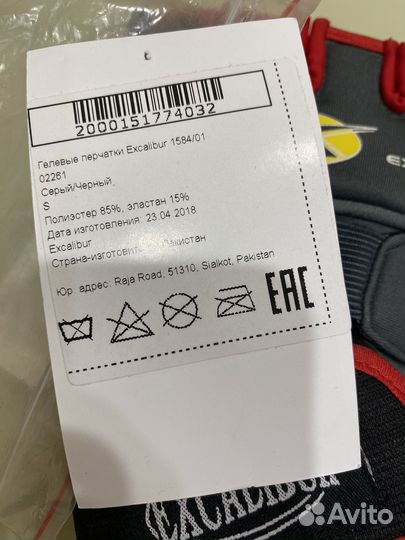 2000151774032
Гелевые перчатки Excalibur 1584/01
02261
Серый/Черный,
S
Полиэстер 85%, эластан 15%
Дата изготовления 23.04.2018
Excalibur
Страна-изготовитель Пакистан
Юр. адрес: Raja Road, 51310, Sialkot, Pakistan
EAC
EXCALIBUR
Avito